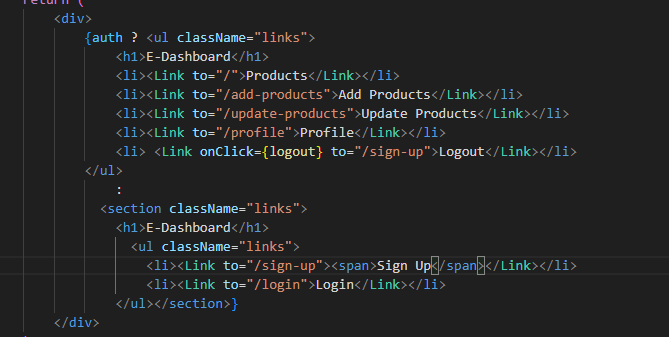 return (
<div>
{auth ? <ul className="links">
<h1>E-Dashboard</h1>
<li><Link to="/">Products</Link></li>
<li><Link to="/add-products">Add Products</Link></li>
<li><Link to="/update-products">Update Products</Link></li>
<li><Link to="/profile">Profile</Link></li>
<li> <Link onClick={logout} to="/sign-up">Logout</Link></li>
</ul>
:
<section className="links">
<h1>E-Dashboard</h1>
<ul className="links">
<li><Link to="/sign-up"><span>Sign Up</span></Link></li>
<li><Link to="/login">Login</Link></li>
</ul></section>}
</div>